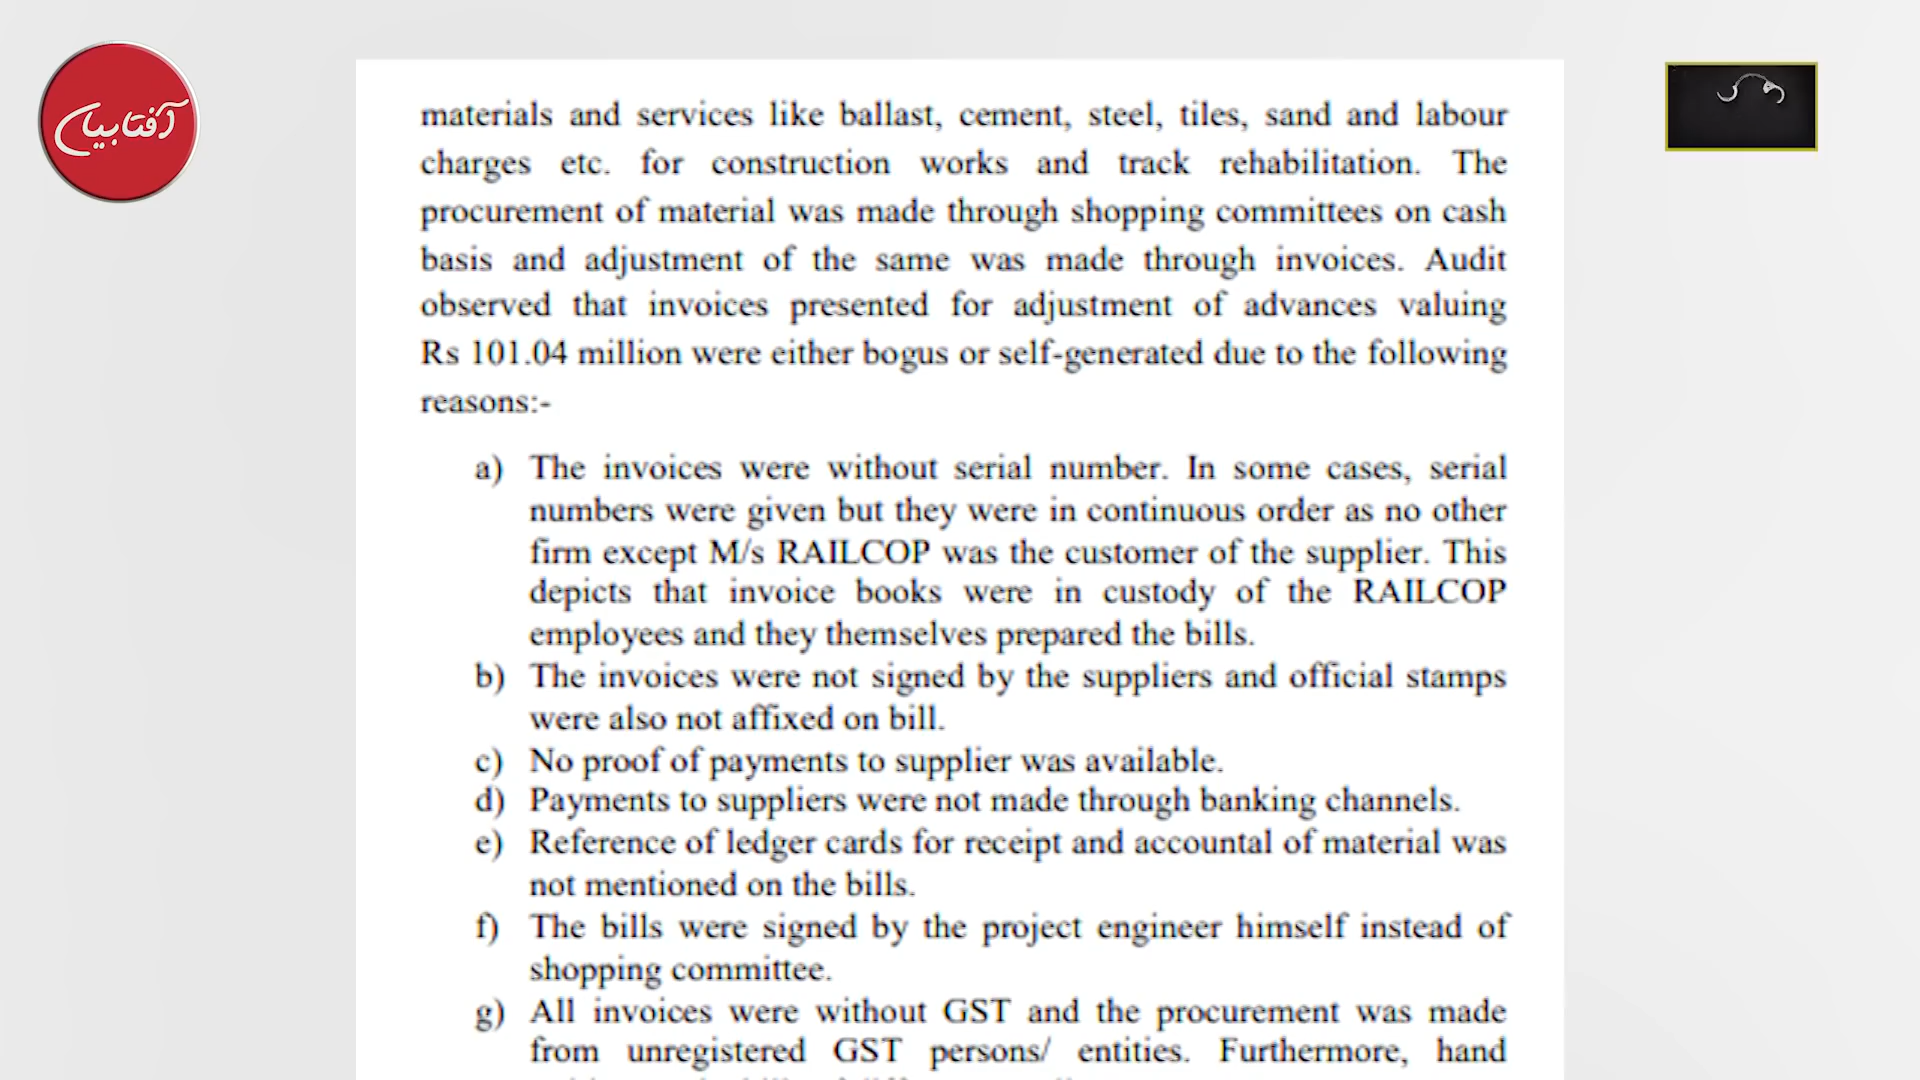 آفتابیان
materials and services like ballast, cement, steel, tiles, sand and labour
charges etc. for construction works and track rehabilitation. The
procurement of material was made through shopping committees on cash
basis and adjustment of the same was made through invoices. Audit
observed that invoices presented for adjustment of advances valuing
Rs 101.04 million were either bogus or self-generated due to the following
reasons:-
a) The invoices were without serial number. In some cases, serial
numbers were given but they were in continuous order as no other
firm except M/s RAILCOP was the customer of the supplier. This
depicts that invoice books were in custody of the RAILCOP
employees and they themselves prepared the bills.
b) The invoices were not signed by the suppliers and official stamps
were also not affixed on bill.
c) No proof of payments to supplier was available.
d) Payments to suppliers were not made through banking channels.
e) Reference of ledger cards for receipt and accountal of material was
not mentioned on the bills.
f) The bills were signed by the project engineer himself instead of
shopping committee.
g) All invoices were without GST and the procurement was made
from unregistered GST persons/ entities. Furthermore, hand